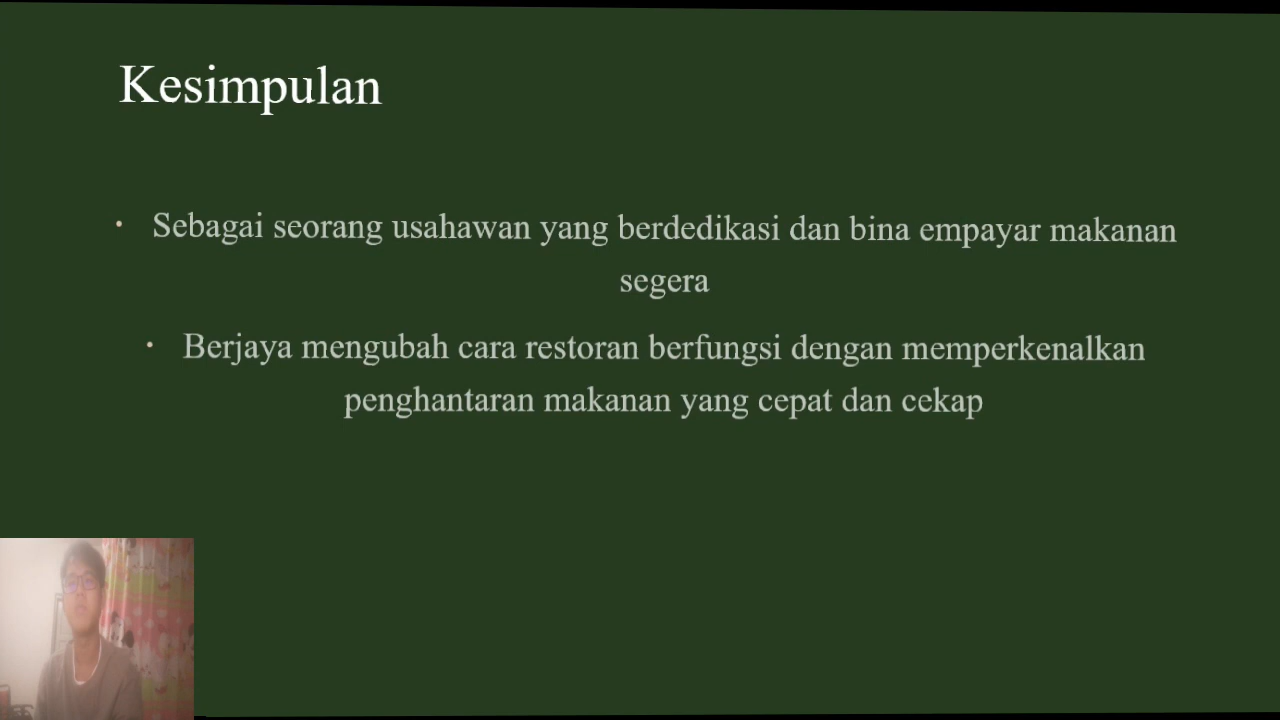 Kesimpulan
• Sebagai seorang usahawan yang berdedikasi dan bina empayar makanan
segera
• Berjaya mengubah cara restoran berfungsi dengan memperkenalkan
penghantaran makanan yang cepat dan cekap